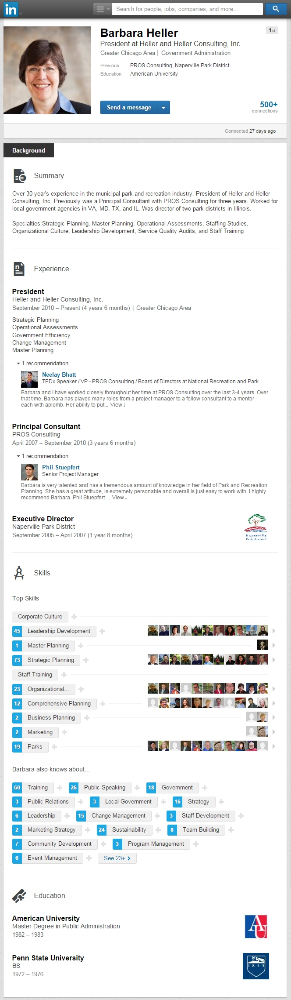 in
Search for people, jobs, companies, and more...
Barbara Heller
1st
President at Heller and Heller Consulting, Inc.
Greater Chicago Area | Government Administration
Previous PROS Consulting, Naperville Park District
Education American University
Send a message
500+
connections
Connected 27 days ago
Background
Summary
Over 30 year's experience in the municipal park and recreation industry. President of Heller and Heller
Consulting, Inc. Previously was a Principal Consultant with PROS Consulting for three years. Worked for
local government agencies in VA, MD, TX, and IL. Was director of two park districts in Illinois.
Specialties:Strategic Planning, Master Planning, Operational Assessments, Staffing Studies,
Organizational Culture, Leadership Development, Service Quality Audits, and Staff Training
Experience
President
Heller and Heller Consulting, Inc.
September 2010 – Present (4 years 6 months) | Greater Chicago Area
Strategic Planning
Operational Assessments
Government Efficiency
Change Management
Master Planning
1 recommendation
Neelay Bhatt
TEDx Speaker / VP - PROS Consulting / Board of Directors at National Recreation and Park ...
Barbara and I have worked closely throughout her time at PROS Consulting over the last 3-4 years. Over
that time, Barbara has played many roles from a project manager to a fellow consultant to a mentor -
each with aplomb. Her ability to put... View↓
Principal Consultant
PROS Consulting
April 2007 – September 2010 (3 years 6 months)
1 recommendation
Phil Stuepfert
Senior Project Manager
Barbara is very talented and has a tremendous amount of knowledge in her field of Park and Recreation
Planning. She has a great attitude, is extremely personable and overall is just easy to work with. I highly
recommend Barbara. Phil Stuepfert ... View↓
Executive Director
Naperville Park District
September 2005 – April 2007 (1 year 8 months)
Naperville
Park District
Skills
Top Skills
Corporate Culture
45 Leadership Development
1 Master Planning
73 Strategic Planning
Staff Training
23 Organizational...
12 Comprehensive Planning
2 Business Planning
2 Marketing
19 Parks
Barbara also knows about...
60 Training 26 Public Speaking 18 Government
3 Public Relations 3 Local Government 16 Strategy
6 Leadership 15 Change Management 3 Staff Development
2 Marketing Strategy 24 Sustainability 8 Team Building
7 Community Development 3 Program Management
6 Event Management See 23+
Education
American University
Master Degree in Public Administration
1982 – 1983
AU
Penn State University
BS
1972 – 1976
1855